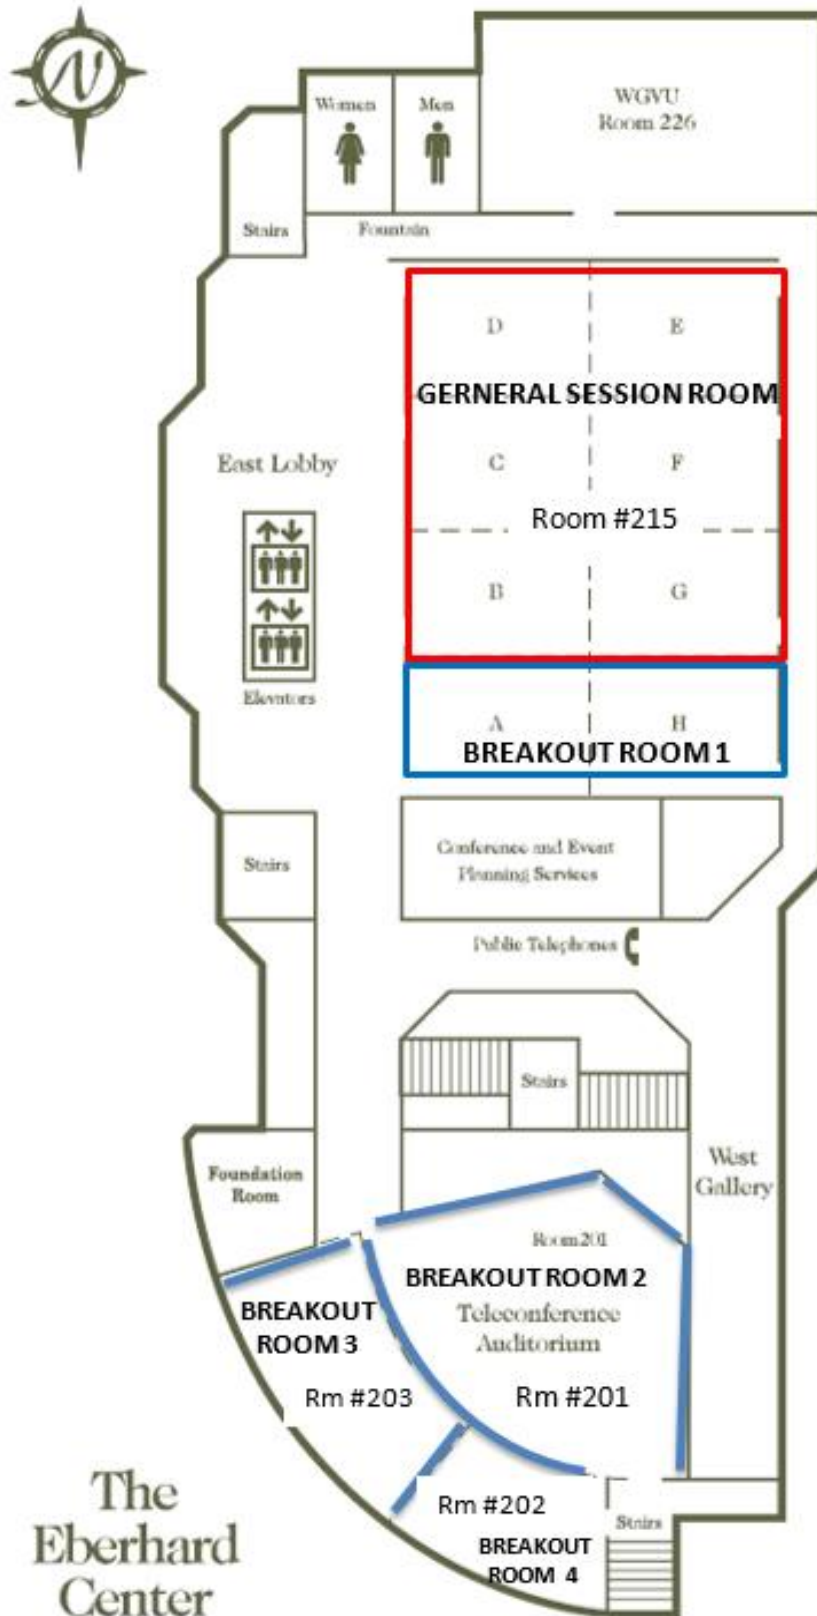 N
Women
Men
WGVU
Room 226
Stairs
Fountain
D
E
GERNERAL SESSION ROOM
East Lobby
C
F
Room #215
B
G
Elevators
A
H
BREAKOUT ROOM 1
Stairs
Conference and Event
Planning Services
Public Telephones
Stairs
West
Gallery
Foundation
Room
Room 201
BREAKOUT ROOM 2
Teleconference
Auditorium
BREAKOUT
ROOM 3
Rm #203
Rm #201
Rm #202
BREAKOUT
ROOM 4
Stairs
The
Eberhard
Center